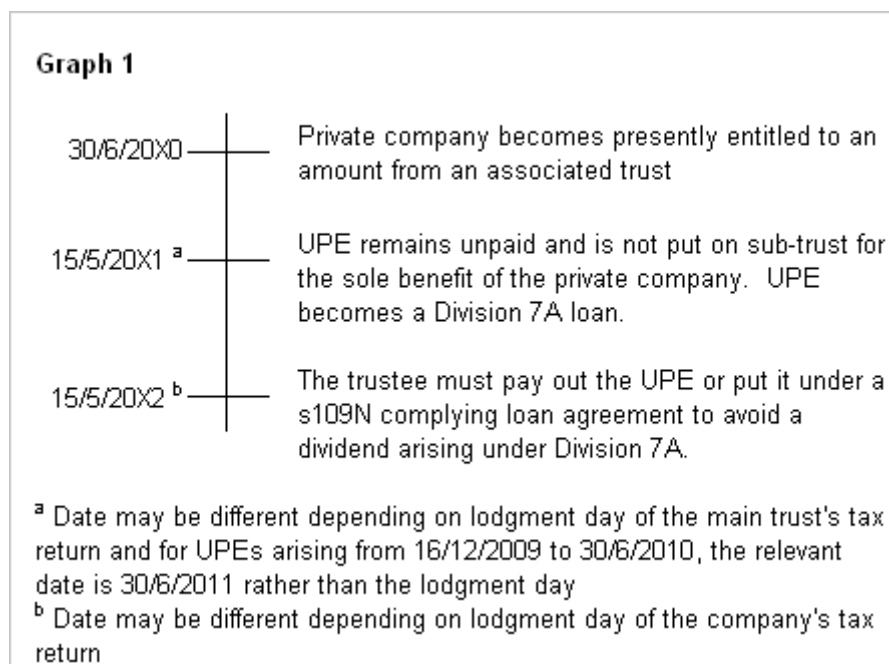 Graph 1
30/6/20X0
Private company becomes presently entitled to an
amount from an associated trust
15/5/20X1 a
UPE remains unpaid and is not put on sub-trust for
the sole benefit of the private company.  UPE
becomes a Division 7A loan.
15/5/20X2 b
The trustee must pay out the UPE or put it under a
s109N complying loan agreement to avoid a
dividend arising under Division 7A.
a Date may be different depending on lodgment day of the main trust's tax
return and for UPEs arising from 16/12/2009 to 30/6/2010, the relevant
date is 30/6/2011 rather than the lodgment day
b Date may be different depending on lodgment day of the company's tax
return